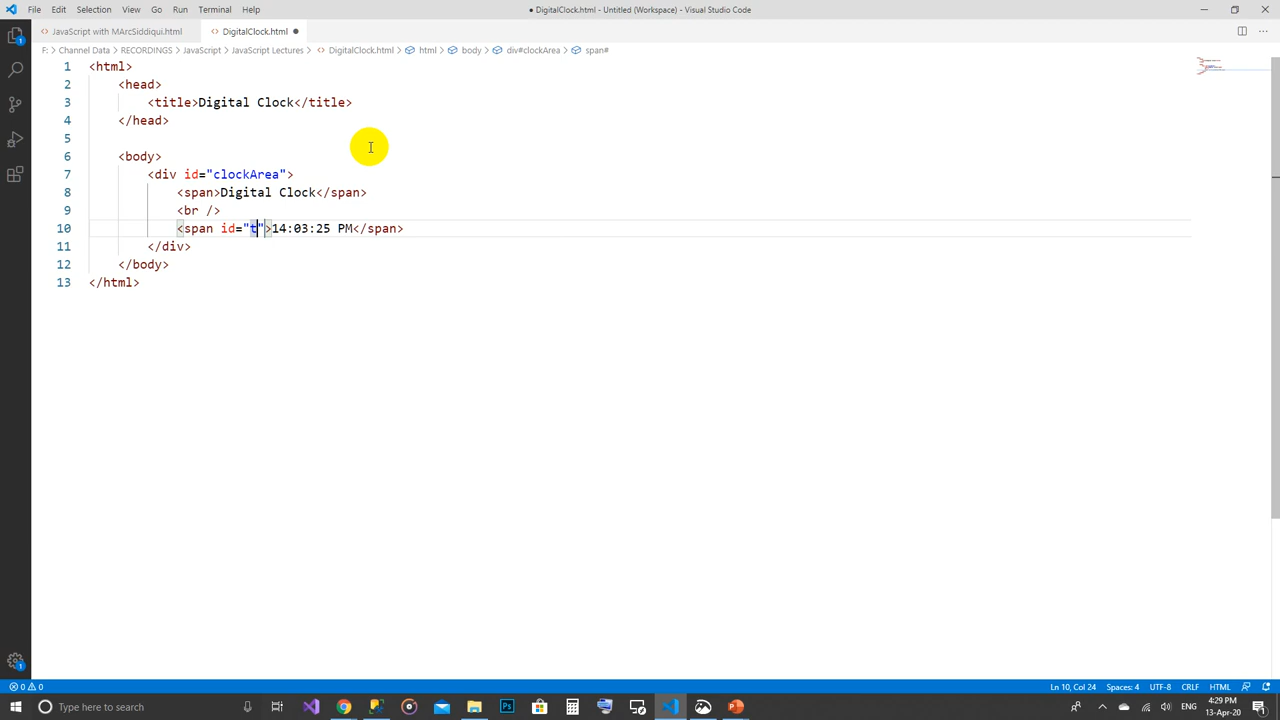 File Edit Selection View Go Run Terminal Help
● DigitalClock.html - Untitled (Workspace) - Visual Studio Code
JavaScript with MArcSiddiqui.html
DigitalClock.html
F: > Channel Data > RECORDINGS > JavaScript > JavaScript Lectures > DigitalClock.html > html > body > div#clockArea > span#
1 <html>
2 <head>
3 <title>Digital Clock</title>
4 </head>
5
6 <body>
7 <div id="clockArea">
8 <span>Digital Clock</span>
9 <br />
10 <span id="t">14:03:25 PM</span>
11 </div>
12 </body>
13 </html>
0 0
Ln 10, Col 24 Spaces: 4 UTF-8 CRLF HTML
Type here to search
ENG
4:29 PM
13-Apr-20